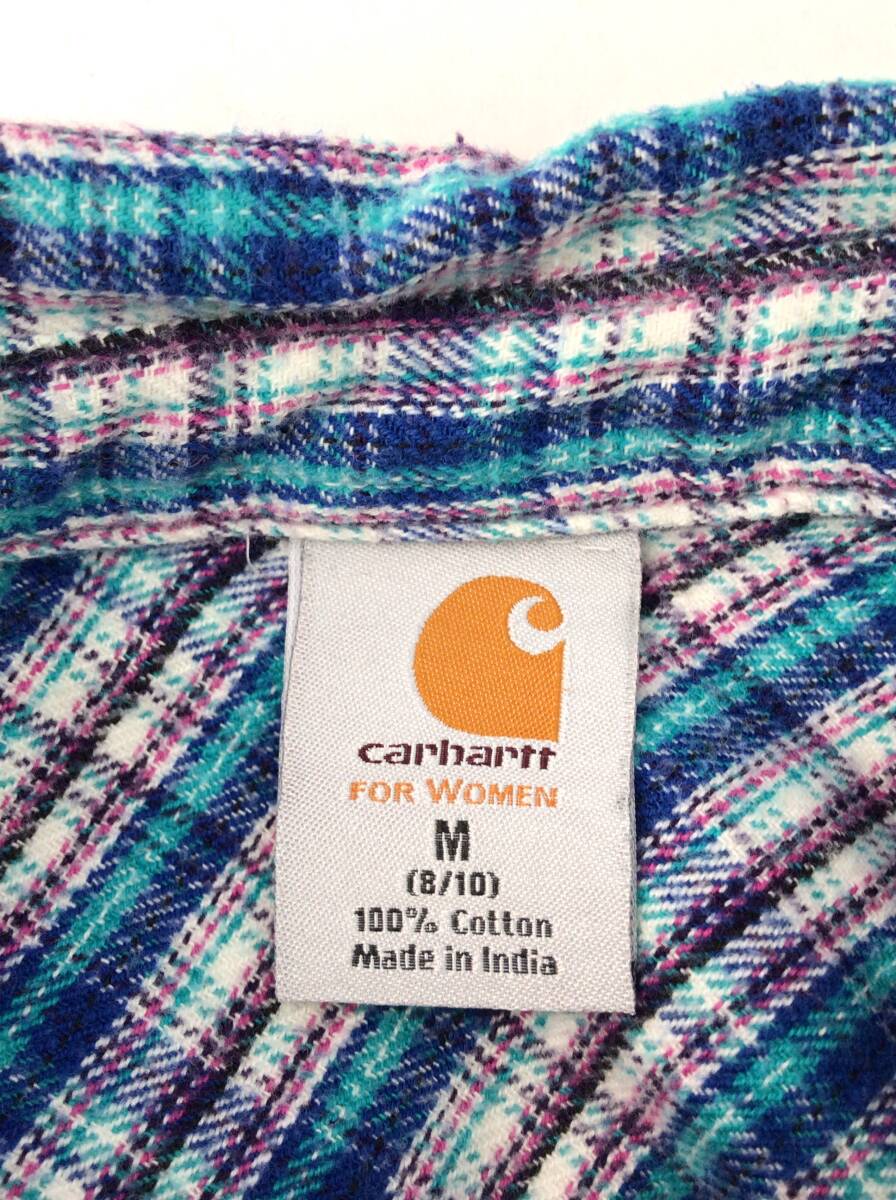 carhartt
FOR WOMEN
M
(8/10)
100% Cotton
Made in India